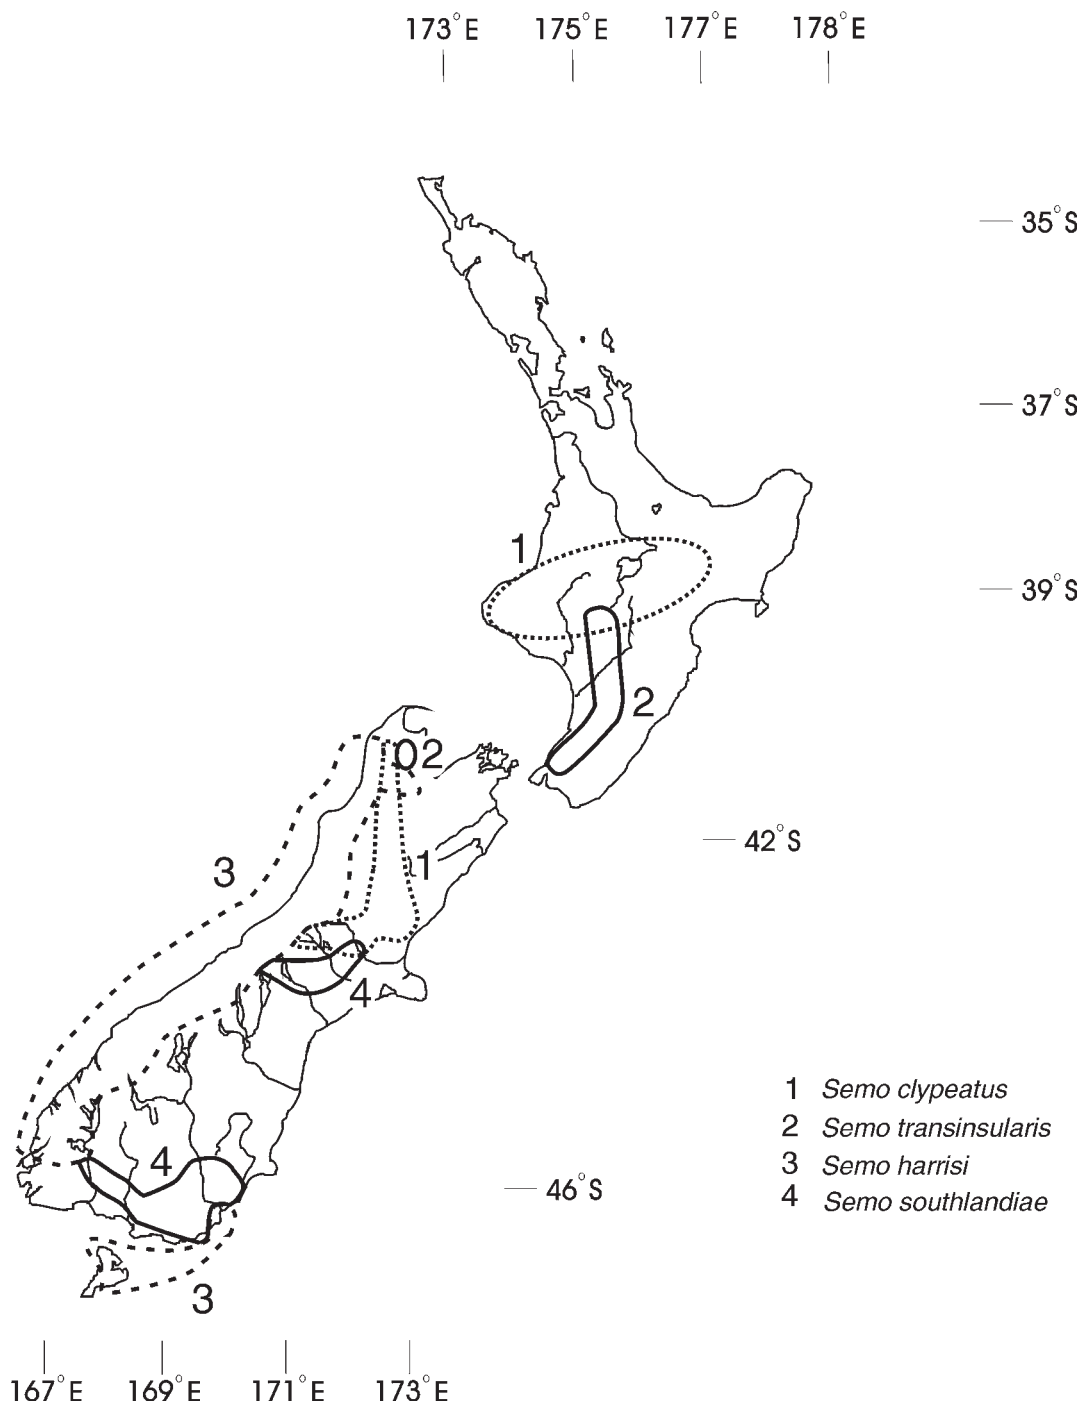 173°E 175°E 177°E 178°E
35°S
37°S
1
39°S
2
02
42°S
3
1
4
1 Semo clypeatus
2 Semo transinsularis
4
3 Semo harrisi
46°S
4 Semo southlandiae
3
167°E 169°E 171°E 173°E